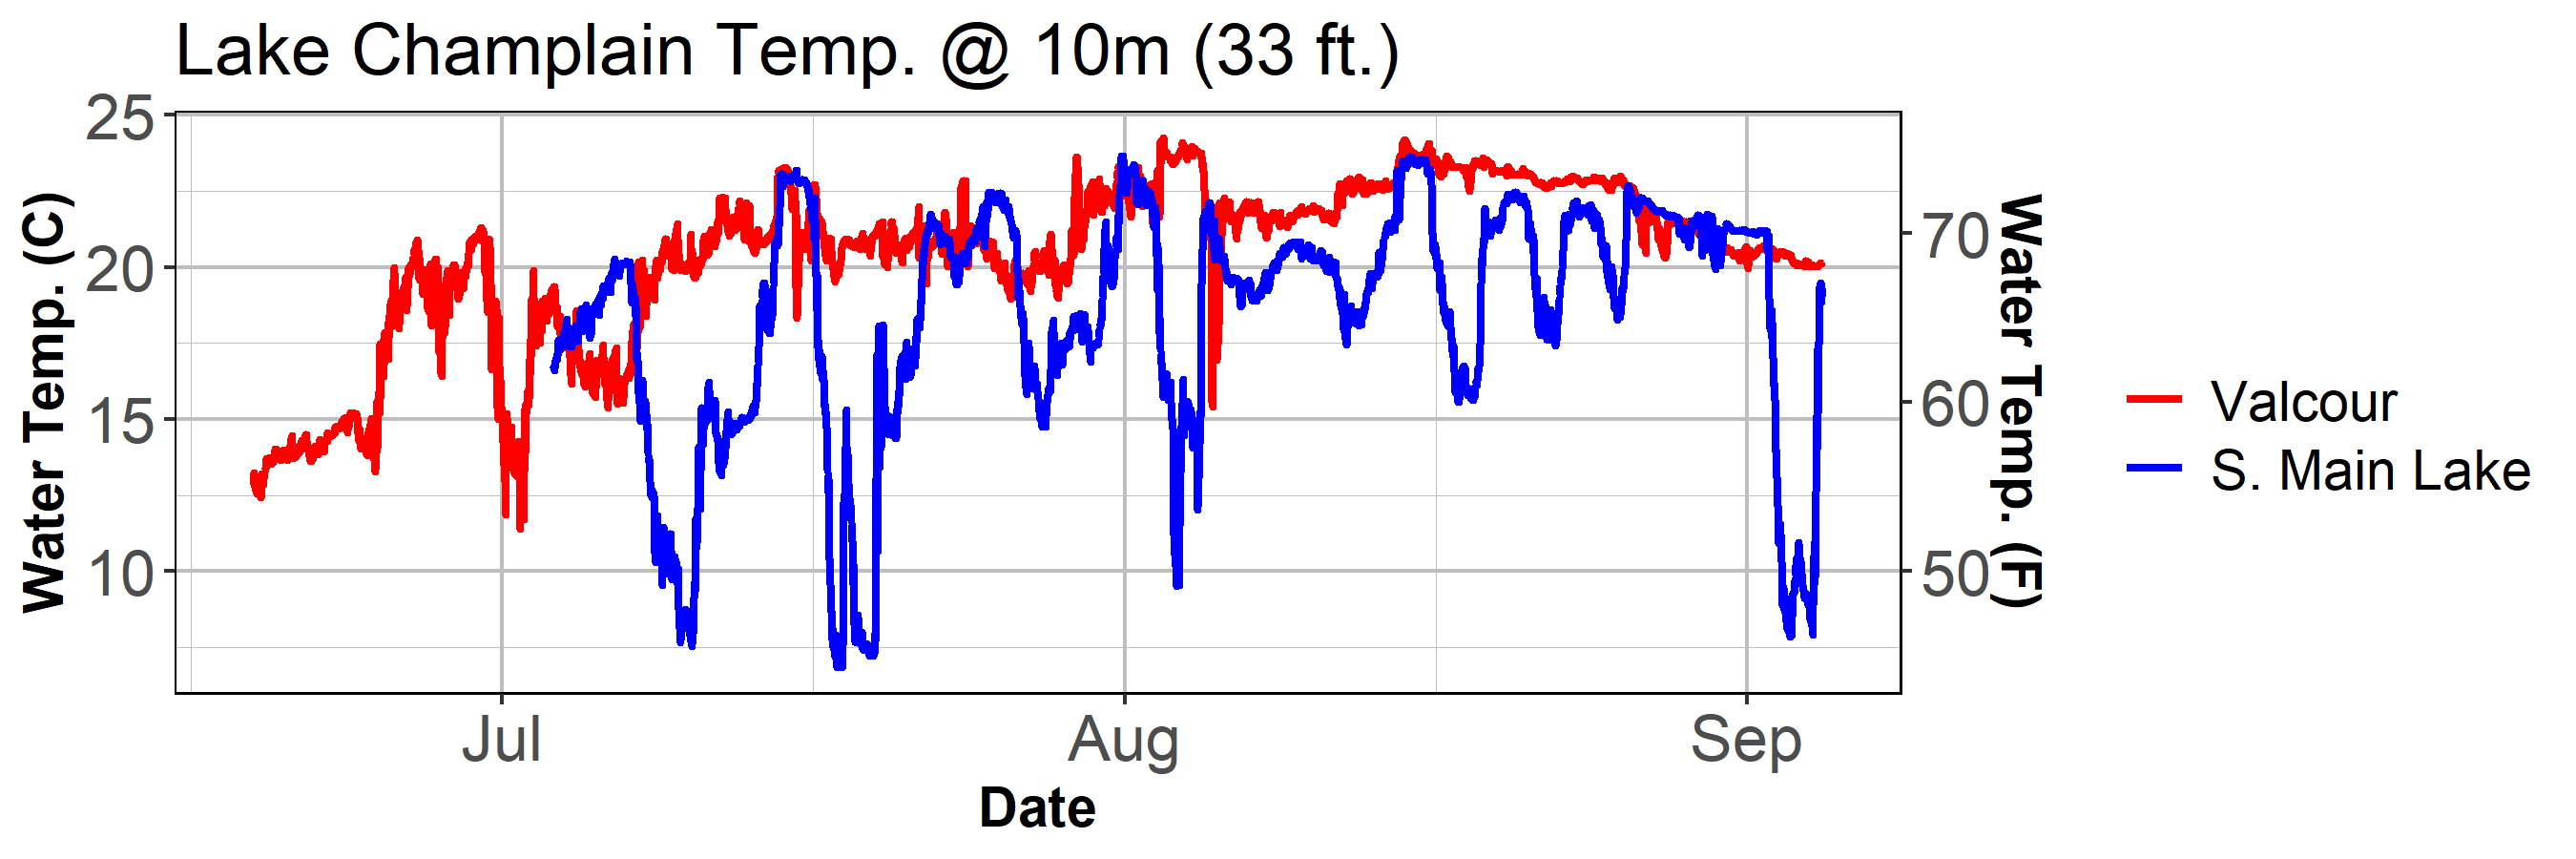 Lake Champlain Temp. @ 10m (33 ft.)
Water Temp. (C)
25
20
15
10
70
60
50
Water Temp. (F)
Jul
Aug
Sep
Date
Valcour
S. Main Lake